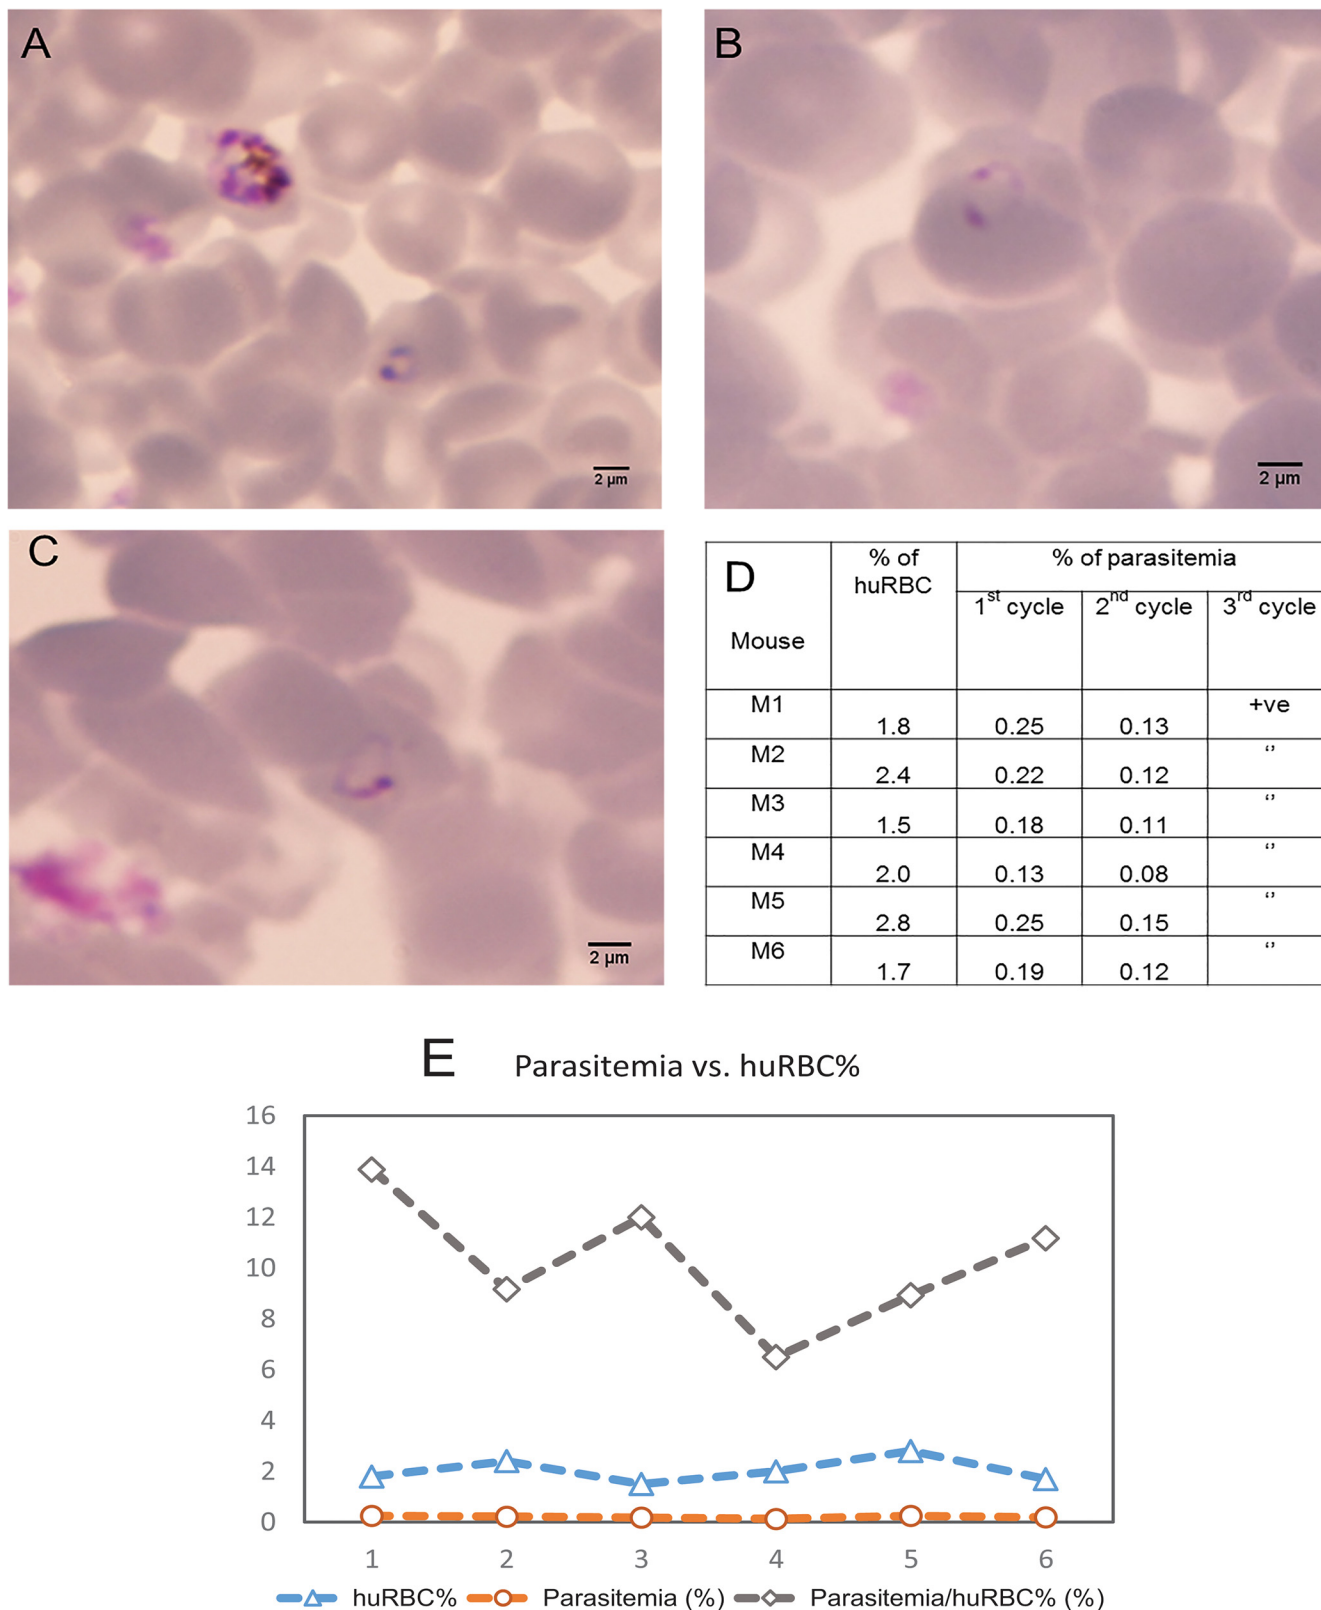 A
2 µm
B
2 µm
C
2 µm
D
Mouse % of huRBC % of parasitemia
1st cycle 2nd cycle 3rd cycle
M1 1.8 0.25 0.13 +ve
M2 2.4 0.22 0.12 ‘’
M3 1.5 0.18 0.11 ‘’
M4 2.0 0.13 0.08 ‘’
M5 2.8 0.25 0.15 ‘’
M6 1.7 0.19 0.12 ‘’
E Parasitemia vs. huRBC%
16
14
12
10
8
6
4
2
0
1 2 3 4 5 6
huRBC% Parasitemia (%) Parasitemia/huRBC% (%)